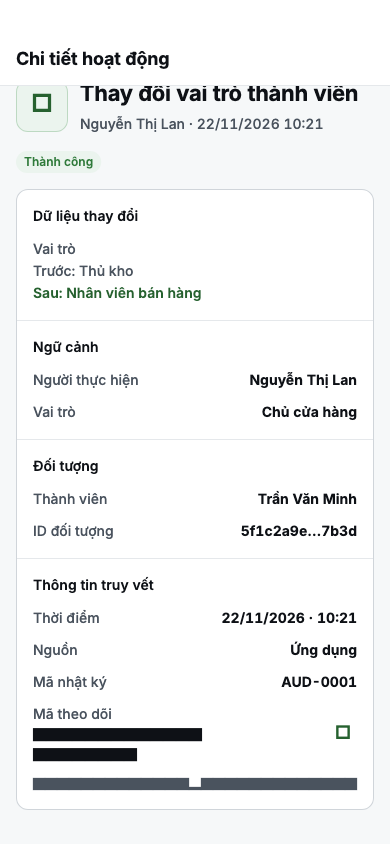 Chi tiết hoạt động
Thay đổi vai trò thành viên
Nguyễn Thị Lan · 22/11/2026 10:21
Thành công
Dữ liệu thay đổi
Vai trò
Trước: Thủ kho
Sau: Nhân viên bán hàng
Ngữ cảnh
Người thực hiện Nguyễn Thị Lan
Vai trò Chủ cửa hàng
Đối tượng
Thành viên Trần Văn Minh
ID đối tượng 5f1c2a9e...7b3d
Thông tin truy vết
Thời điểm 22/11/2026 · 10:21
Nguồn Ứng dụng
Mã nhật ký AUD-0001
Mã theo dõi